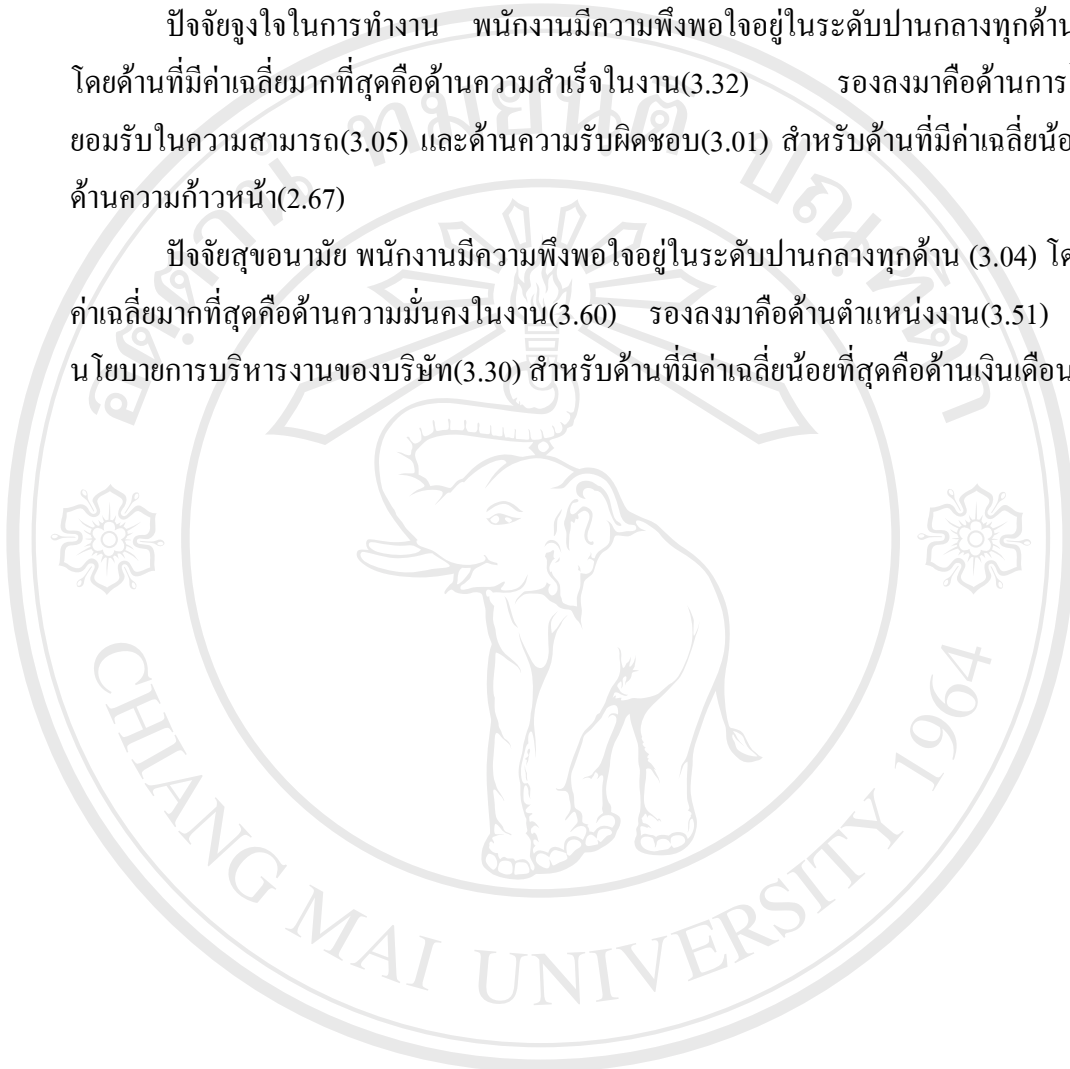 ปัจจัยจูงใจในการทำงาน พนักงานมีความพึงพอใจอยู่ในระดับปานกลางทุกด้าน
โดยด้านที่มีค่าเฉลี่ยมากที่สุดคือด้านความสำเร็จในงาน(3.32) รองลงมาคือด้านการ
ยอมรับในความสามารถ(3.05) และด้านความรับผิดชอบ(3.01) สำหรับด้านที่มีค่าเฉลี่ยน้อ
ด้านความก้าวหน้า(2.67)
ปัจจัยสุขอนามัย พนักงานมีความพึงพอใจอยู่ในระดับปานกลางทุกด้าน (3.04) โด
ค่าเฉลี่ยมากที่สุดคือด้านความมั่นคงในงาน(3.60) รองลงมาคือด้านตำแหน่งงาน(3.51)
นโยบายการบริหารงานของบริษัท(3.30) สำหรับด้านที่มีค่าเฉลี่ยน้อยที่สุดคือด้านเงินเดือน
อตฺตานํ ทมยนฺติ ปณฺฑิตา
CHIANG MAI UNIVERSITY 1964